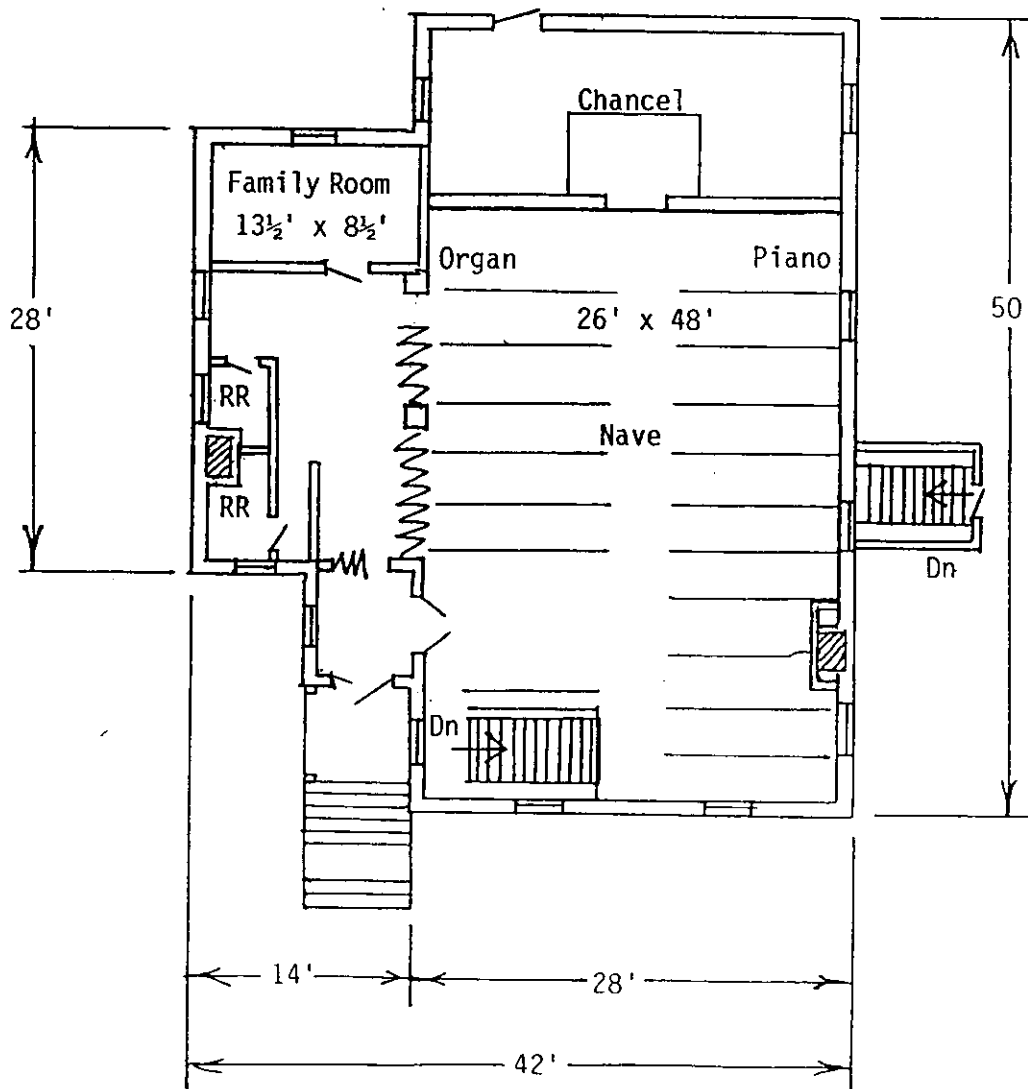 Chancel
Family Room
13½' x 8½'
Organ
Piano
28'
26' x 48'
50
RR
Nave
RR
Dn
Dn
14'
28'
42'